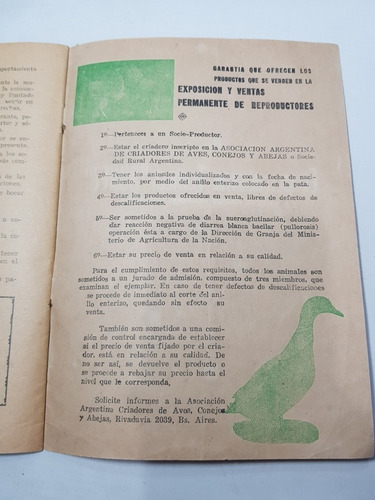 GARANTIA QUE OFRECEN LOS
PRODUCTOS QUE SE VENDEN EN LA
EXPOSICION Y VENTAS
PERMANENTE DE REPRODUCTORES
1º—Pertenecer a un Socio-Productor.
2º—Estar el criadero inscripto en la ASOCIACION ARGENTINA
DE CRIADORES DE AVES, CONEJOS Y ABEJAS o Socie-
dad Rural Argentina.
3º—Tener los animales individualizados y con la fecha de naci-
miento, por medio del anillo enterizo colocado en la pata.
4º—Estar los productos ofrecidos en venta, libres de defectos de
descalificaciones.
5º—Ser sometidos a la prueba de la sueroaglutinación, debiendo
dar reacción negativa de diarrea blanca bacilar (pullorosis)
operación ésta a cargo de la Dirección de Granja del Minis-
terio de Agricultura de la Nación.
6º—Estar su precio de venta en relación a su calidad.
Para el cumplimiento de estos requisitos, todos los animales son
sometidos a un jurado de admisión, compuesto de tres miembros, que
examinan el ejemplar. En caso de tener defectos de descalificaciones
se procede de inmediato al corte del ani-
llo enterizo, quedando sin efecto su
venta.
También son sometidos a una comi-
sión de control encargada de establecer
si el precio de venta fijado por el cria-
dor, está en relación a su calidad. De
no ser así, se devuelve el producto o
se procede a rebajar su precio hasta el
nivel que le corresponda,
Solicite informes a la Asociación
Argentina Criadores de Aves, Conejos
y Abejas, Rivadavia 2039, Bs. Aires.